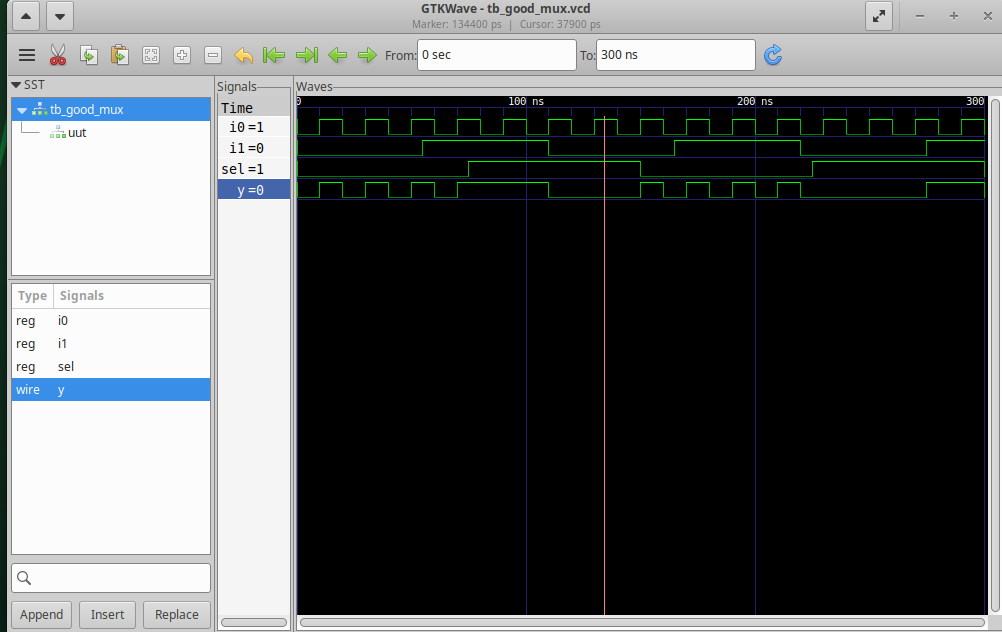 GTKWave - tb_good_mux.vcd
Marker: 134400 ps | Cursor: 37900 ps
From: 0 sec To: 300 ns
SST
tb_good_mux
uut
Type Signals
reg i0
reg i1
reg sel
wire y
Append Insert Replace
Signals
Time
i0 =1
i1 =0
sel =1
y =0
Waves
0 100 ns 200 ns 300